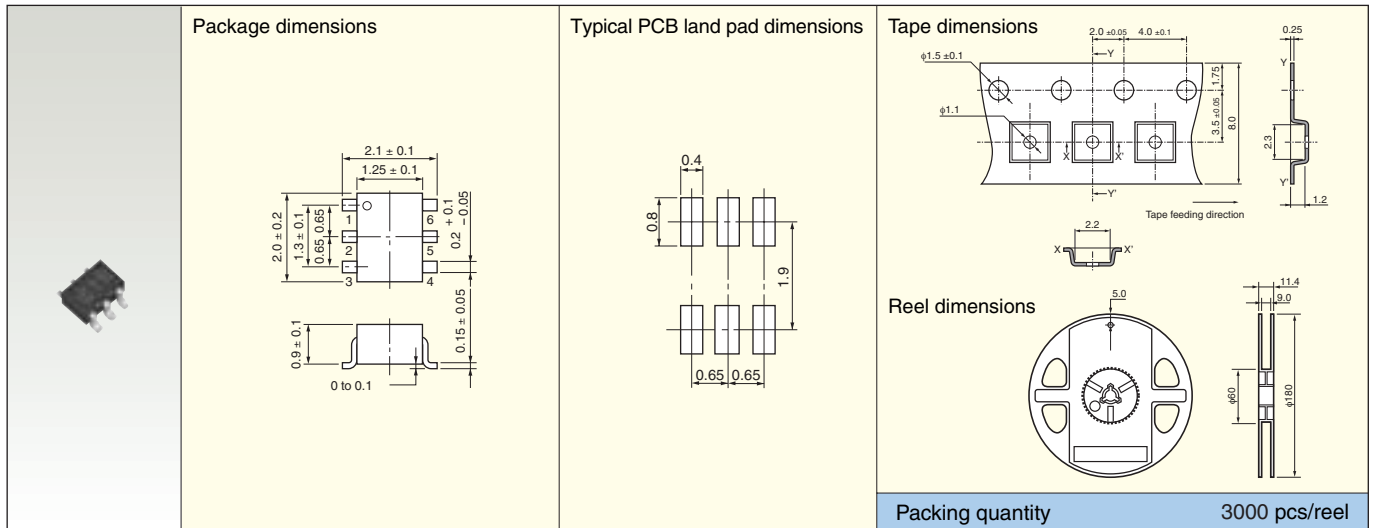 Package dimensions
2.1 ± 0.1
1.25 ± 0.1
2.0 ± 0.2
1.3 ± 0.1
0.65 0.65
1
2
3
6
5
4
0.2 + 0.1
− 0.05
0.9 ± 0.1
0.15 ± 0.05
0 to 0.1
Typical PCB land pad dimensions
0.4
0.8
1.9
0.65 0.65
Tape dimensions
2.0 ±0.05 4.0 ±0.1
φ1.5 ±0.1
Y
φ1.1
X X'
Y'
1.75
3.5 ±0.05
8.0
Tape feeding direction
0.25
Y
2.3
Y'
1.2
2.2
X X'
Reel dimensions
5.0
11.4
9.0
φ60
φ180
Packing quantity 3000 pcs/reel